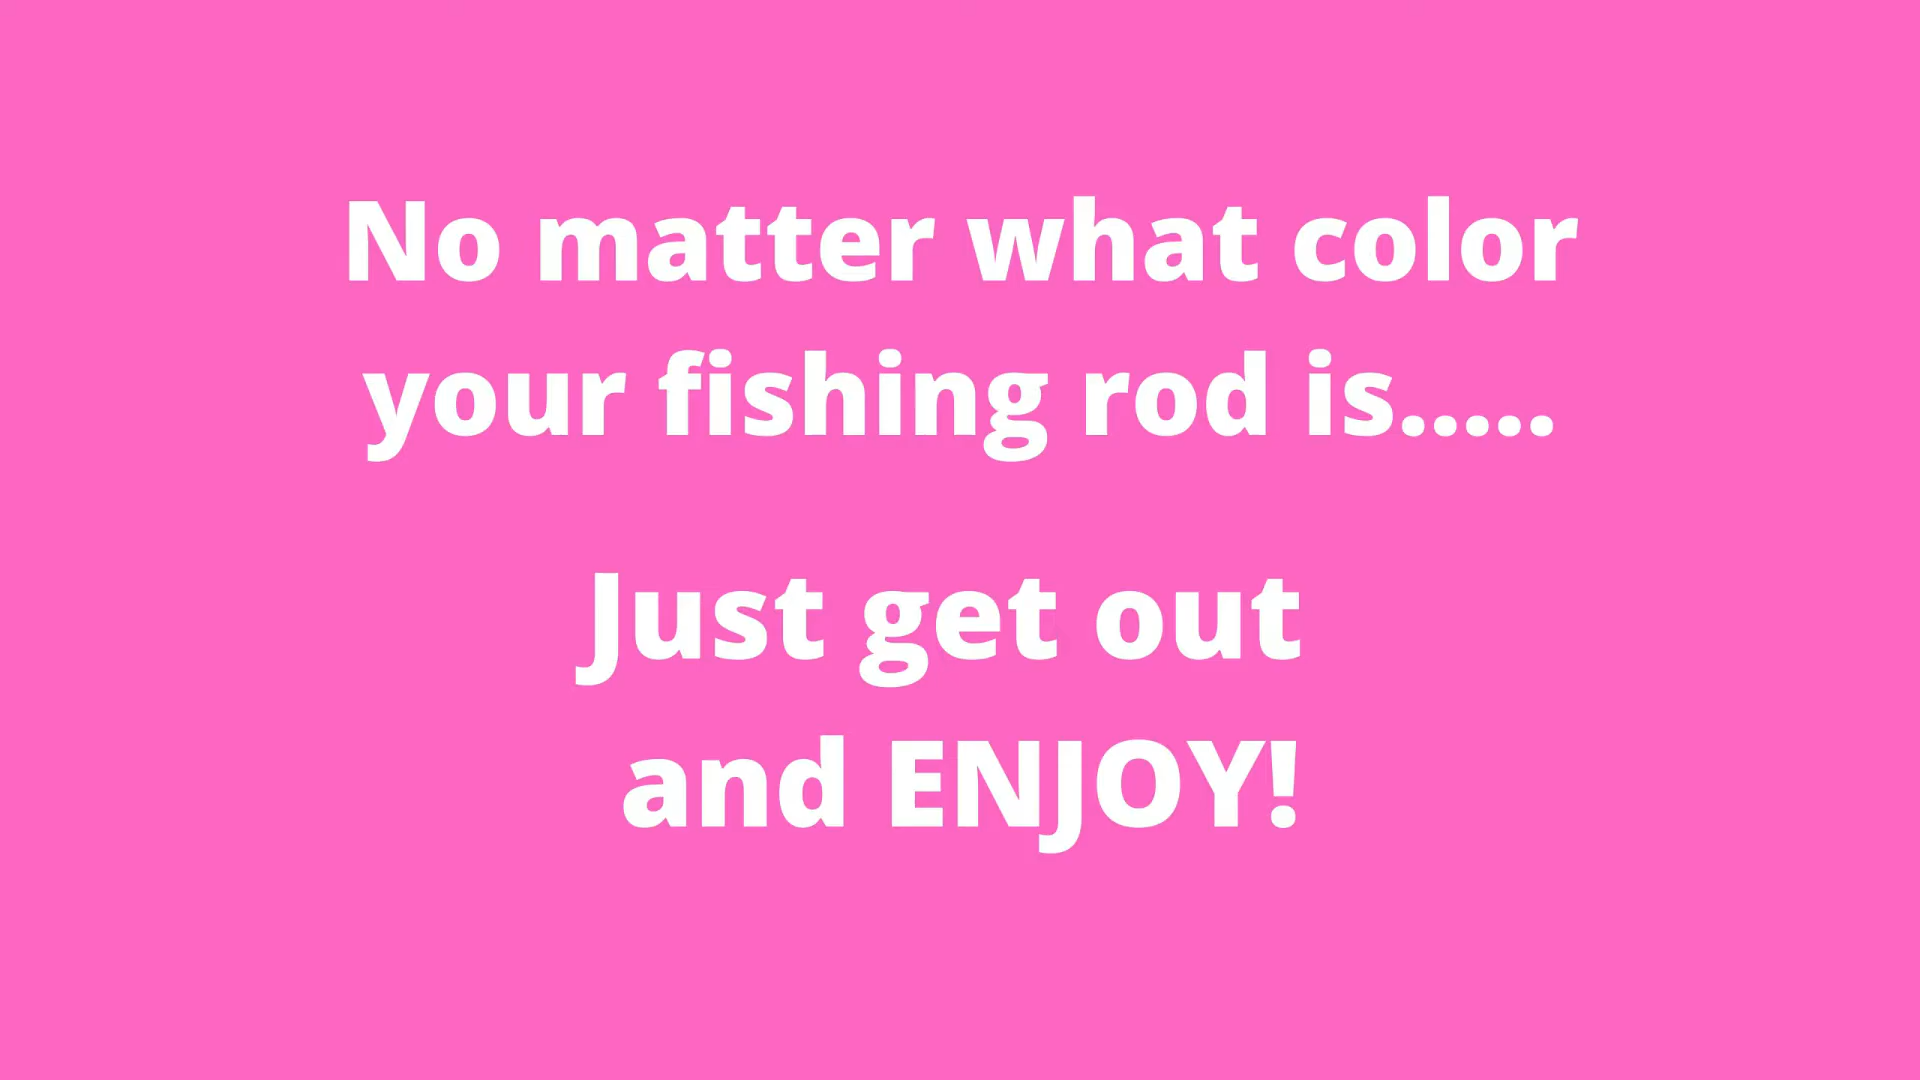 No matter what color
your fishing rod is.....
Just get out
and ENJOY!